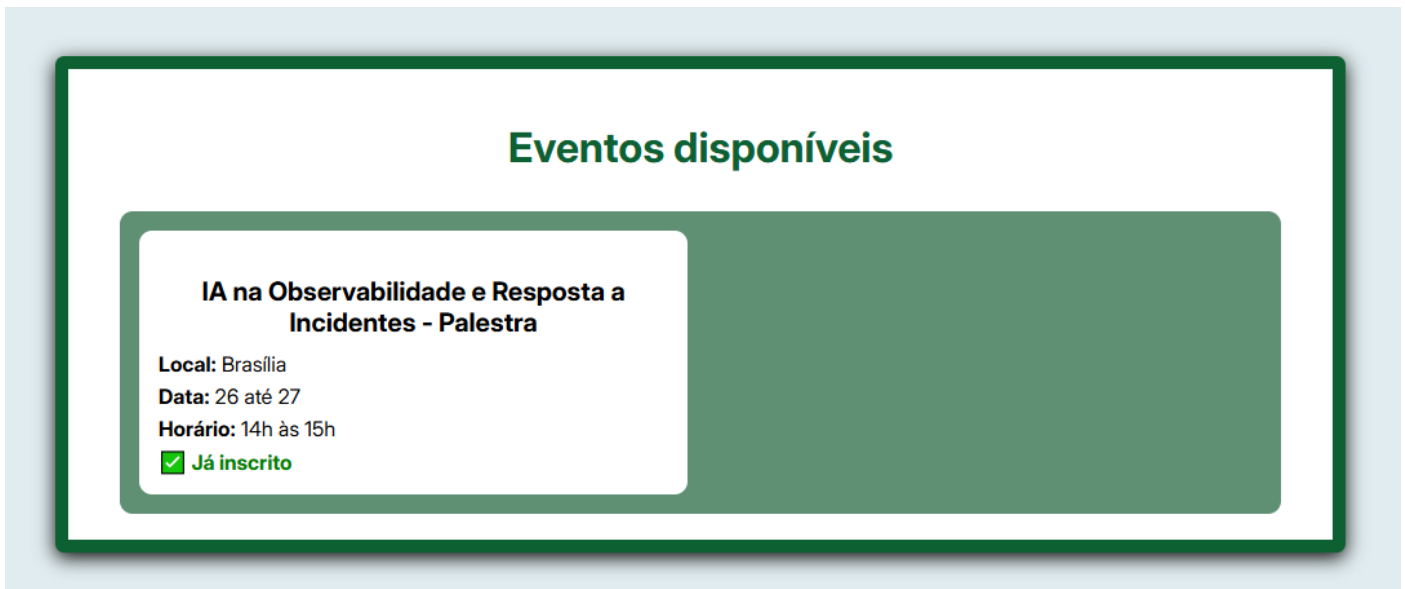 Eventos disponíveis
IA na Observabilidade e Resposta a
Incidentes - Palestra
Local: Brasília
Data: 26 até 27
Horário: 14h às 15h
✅ Já inscrito